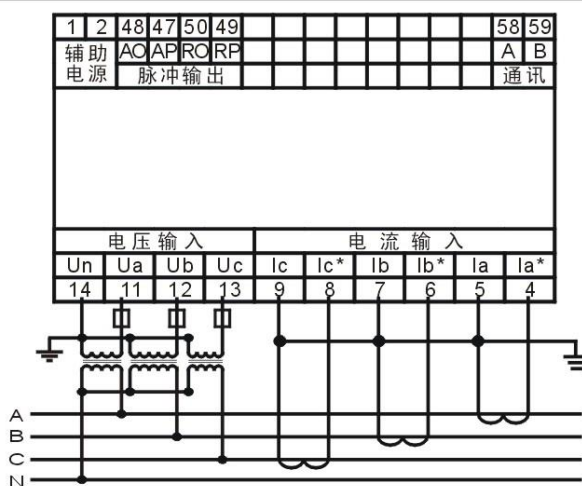 1 2 48 47 50 49 58 59
辅助 AO AP RO RP A B
电源 脉冲输出 通讯
电压输入 电流输入
Un Ua Ub Uc Ic Ic* Ib Ib* Ia Ia*
14 11 12 13 9 8 7 6 5 4
A
B
C
N